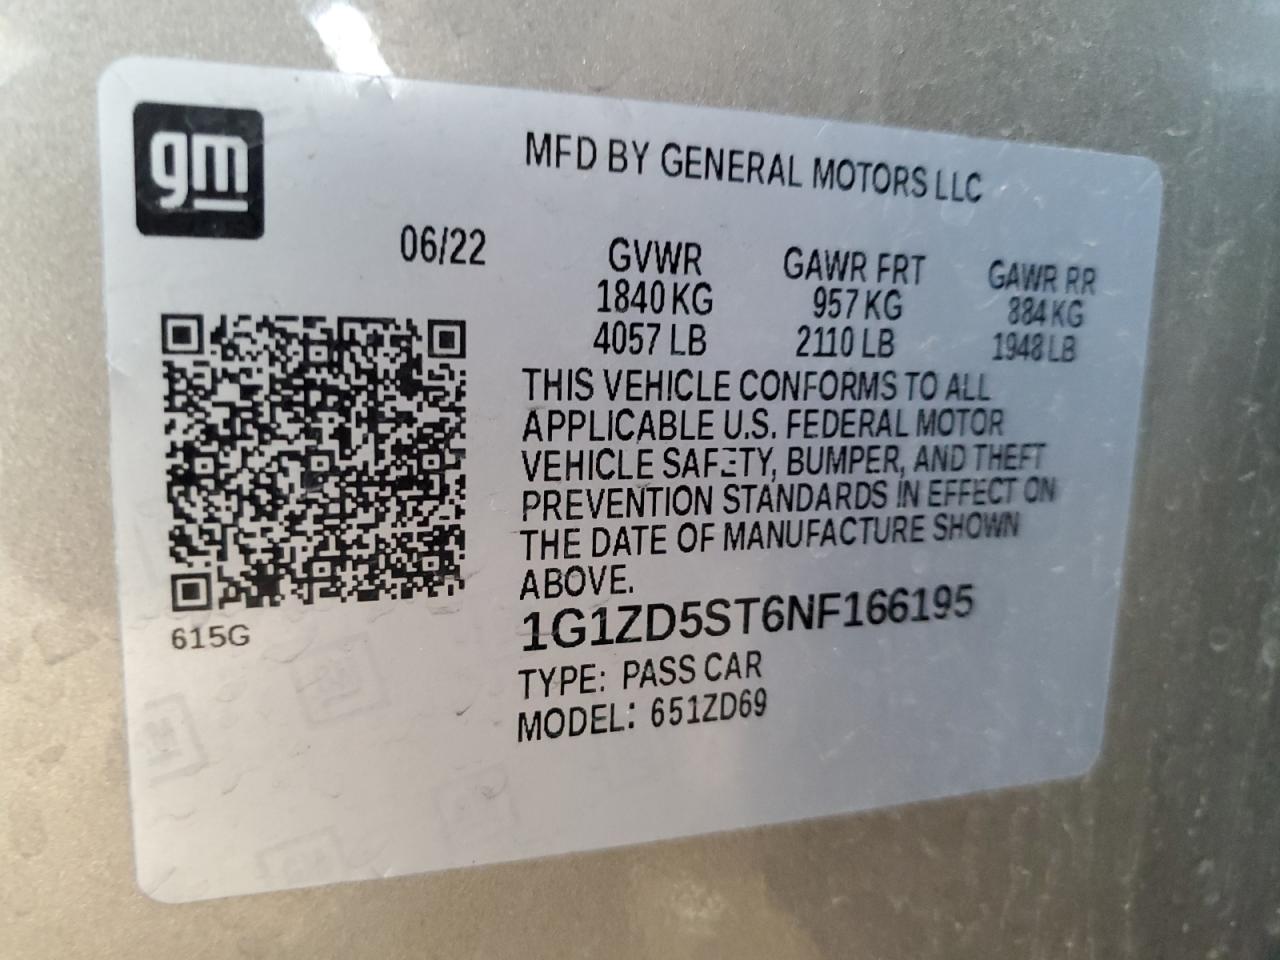 gm
MFD BY GENERAL MOTORS LLC
06/22
GVWR GAWR FRT GAWR RR
1840 KG 957 KG 884 KG
4057 LB 2110 LB 1948 LB
THIS VEHICLE CONFORMS TO ALL
APPLICABLE U.S. FEDERAL MOTOR
VEHICLE SAFETY, BUMPER, AND THEFT
PREVENTION STANDARDS IN EFFECT ON
THE DATE OF MANUFACTURE SHOWN
ABOVE.
1G1ZD5ST6NF166195
615G
TYPE: PASS CAR
MODEL: 651ZD69